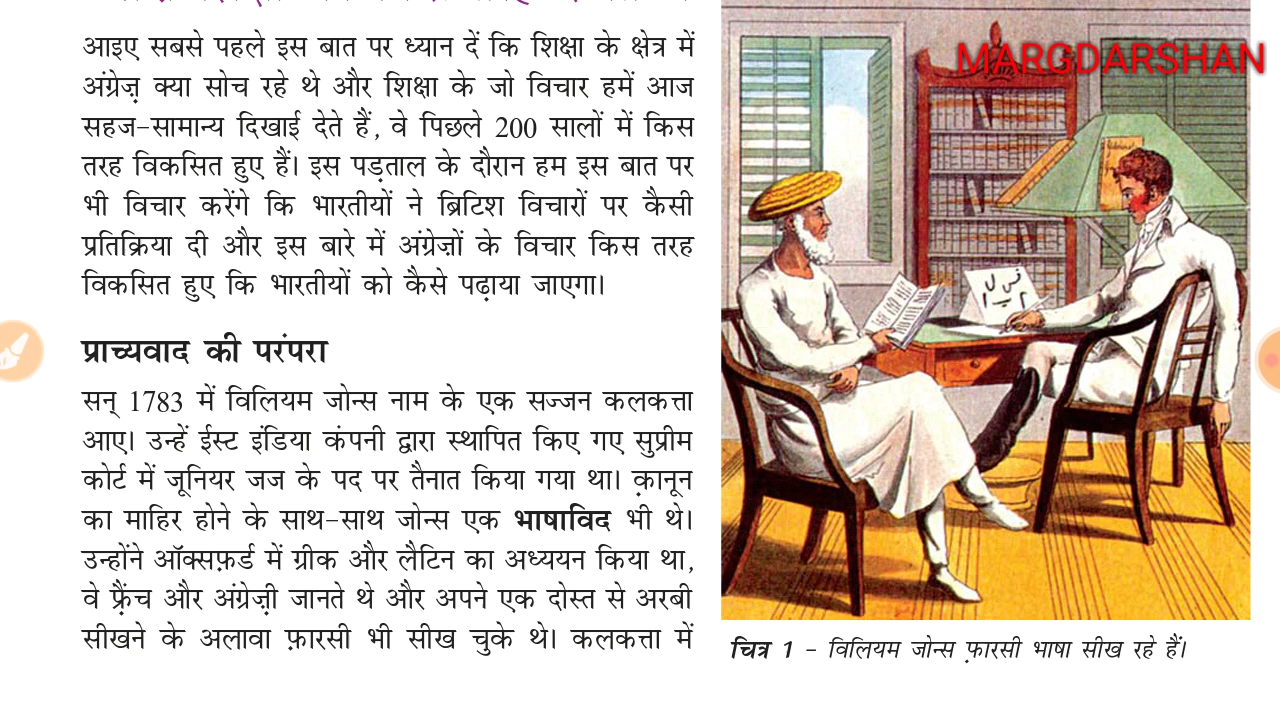 आइए सबसे पहले इस बात पर ध्यान दें कि शिक्षा के क्षेत्र में
अंग्रेज़ क्या सोच रहे थे और शिक्षा के जो विचार हमें आज
सहज-सामान्य दिखाई देते हैं, वे पिछले 200 सालों में किस
तरह विकसित हुए हैं। इस पड़ताल के दौरान हम इस बात पर
भी विचार करेंगे कि भारतीयों ने ब्रिटिश विचारों पर कैसी
प्रतिक्रिया दी और इस बारे में अंग्रेज़ों के विचार किस तरह
विकसित हुए कि भारतीयों को कैसे पढ़ाया जाएगा।
प्राच्यवाद की परंपरा
सन् 1783 में विलियम जोन्स नाम के एक सज्जन कलकत्ता
आए। उन्हें ईस्ट इंडिया कंपनी द्वारा स्थापित किए गए सुप्रीम
कोर्ट में जूनियर जज के पद पर तैनात किया गया था। क़ानून
का माहिर होने के साथ-साथ जोन्स एक भाषाविद भी थे।
उन्होंने ऑक्सफ़र्ड में ग्रीक और लैटिन का अध्ययन किया था,
वे फ़्रैंच और अंग्रेज़ी जानते थे और अपने एक दोस्त से अरबी
सीखने के अलावा फ़ारसी भी सीख चुके थे। कलकत्ता में
MARGDARSHAN
चित्र 1 – विलियम जोन्स फ़ारसी भाषा सीख रहे हैं।